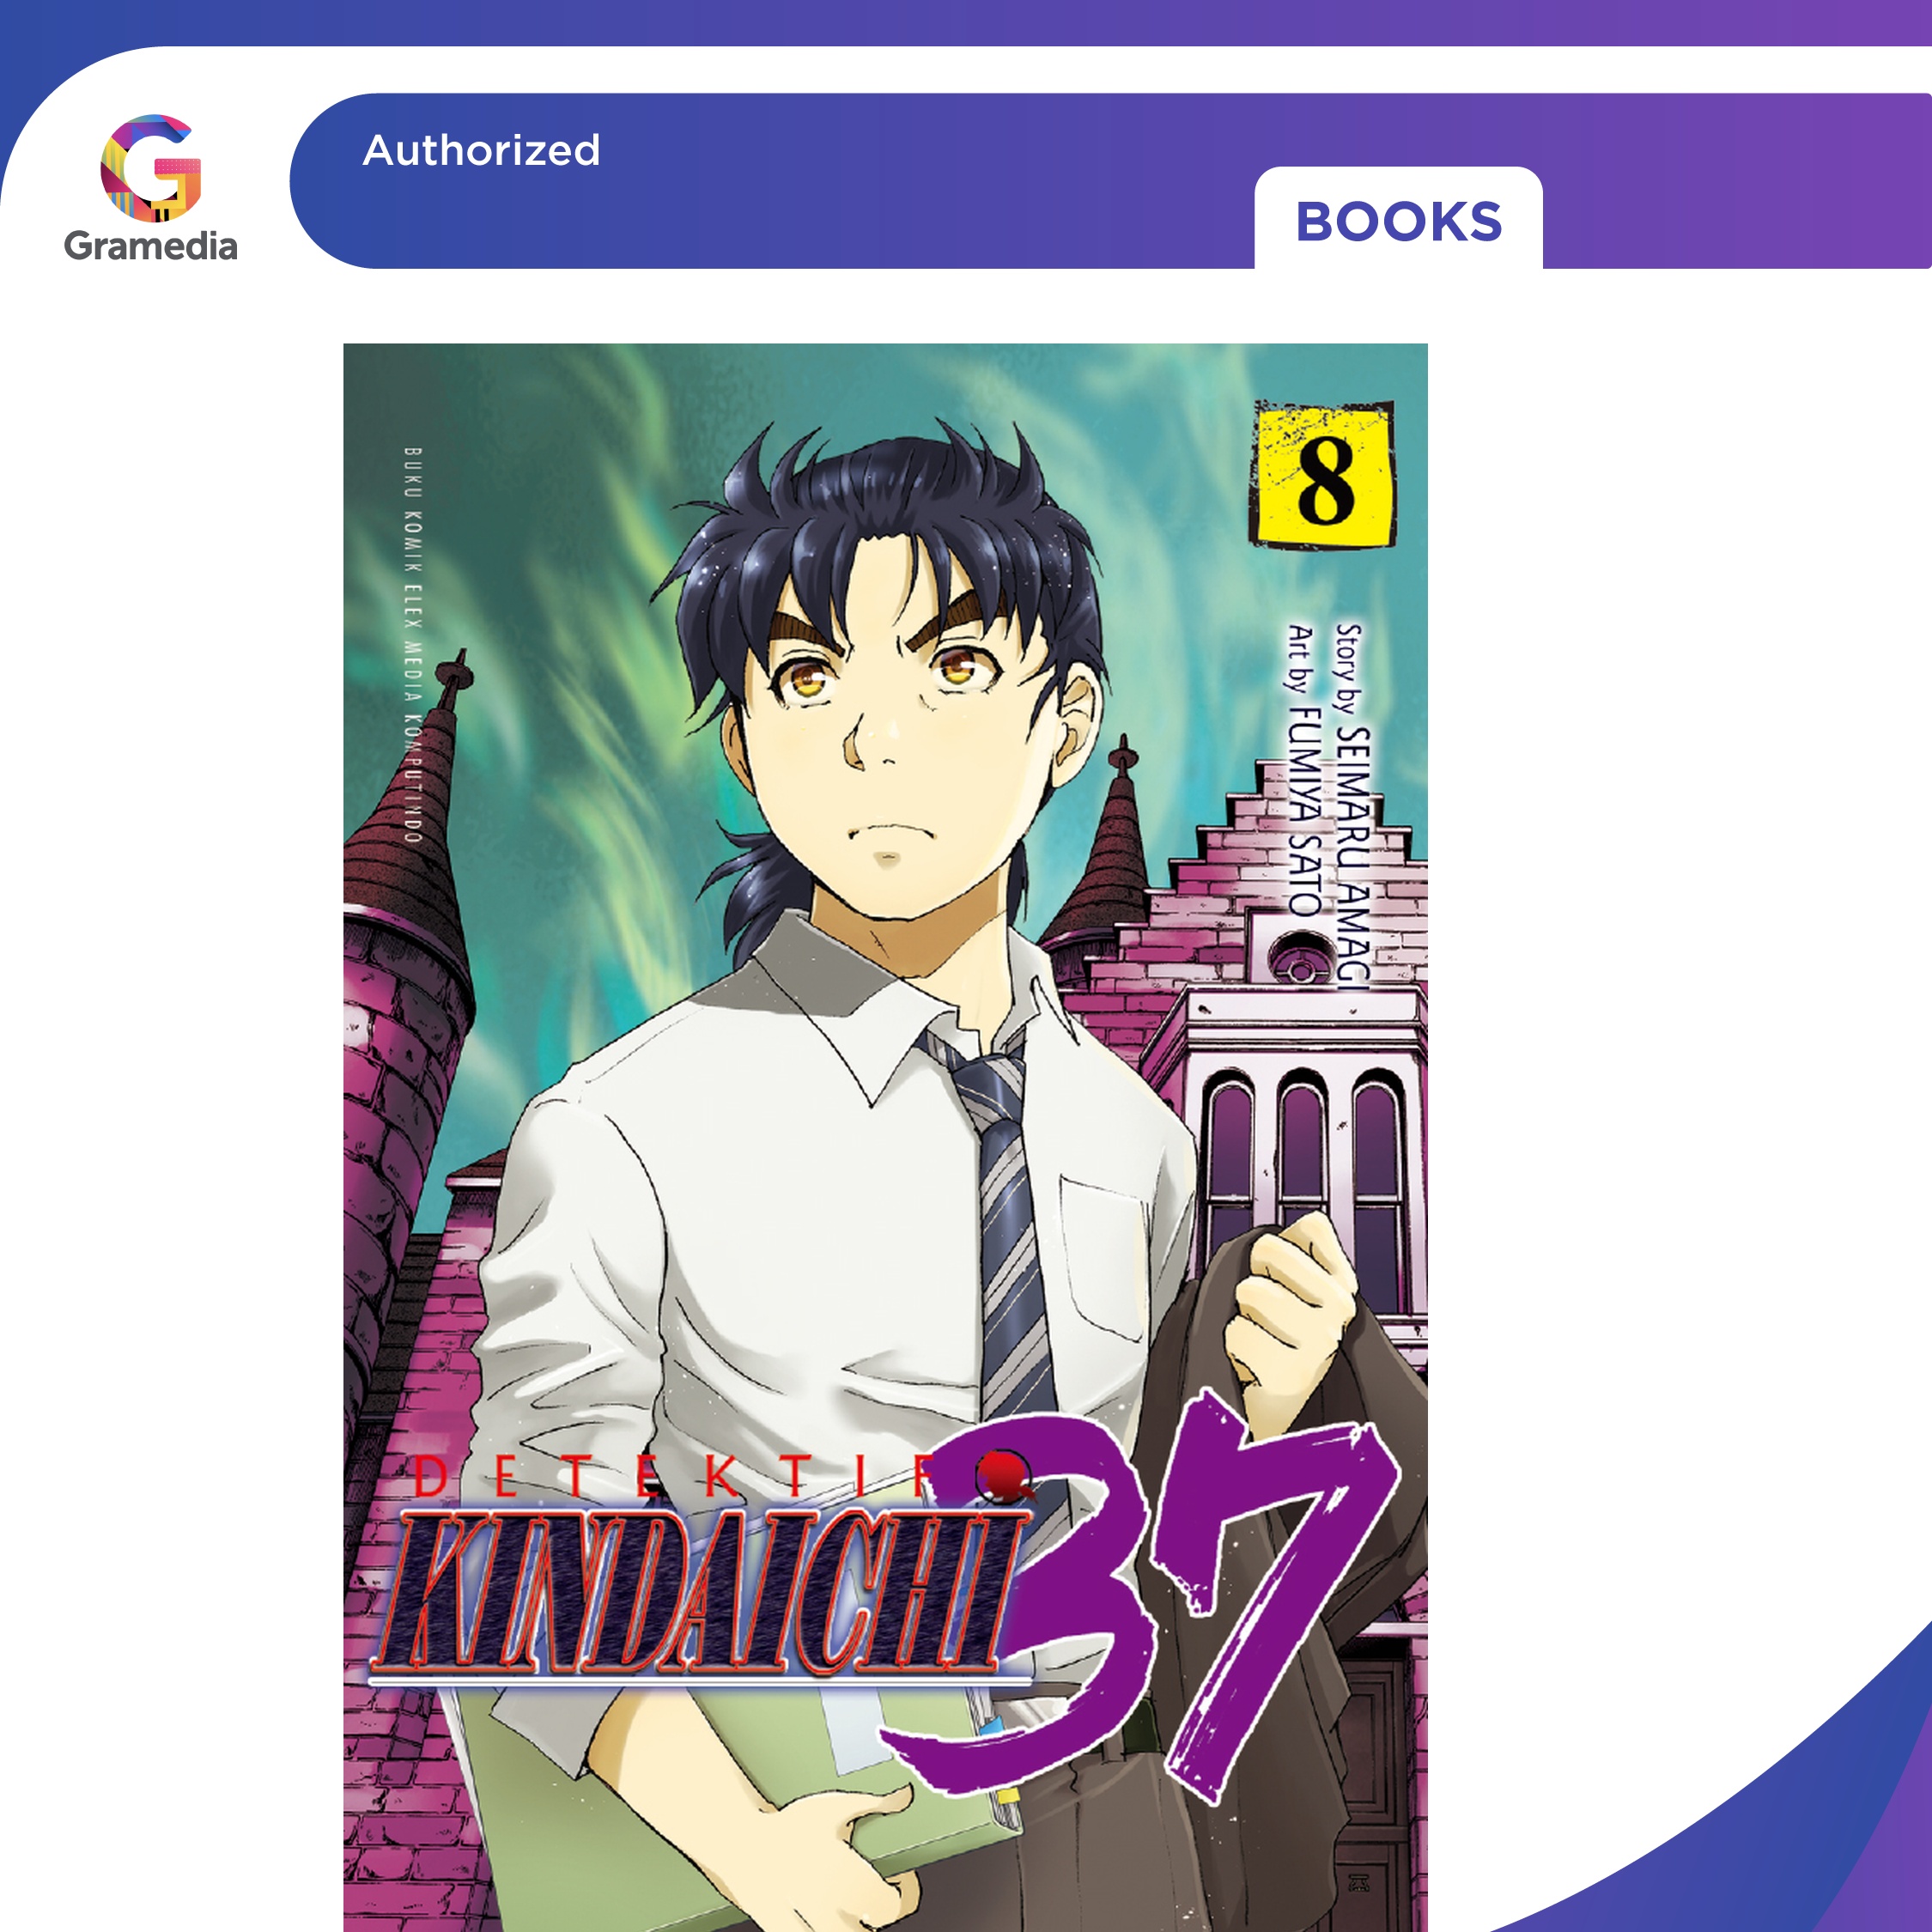 Authorized
Gramedia
BOOKS
8
BUKU KOMIK ELEX MEDIA KOMPUTINDO
Story by SEIMARU AMAGI
Art by FUMIYA SATO
DETEKTIF
KINDAICHI 37